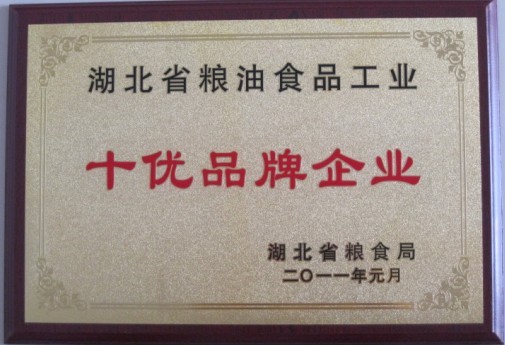 湖北省粮油食品工业
十优品牌企业
湖北省粮食局
二〇一一年元月